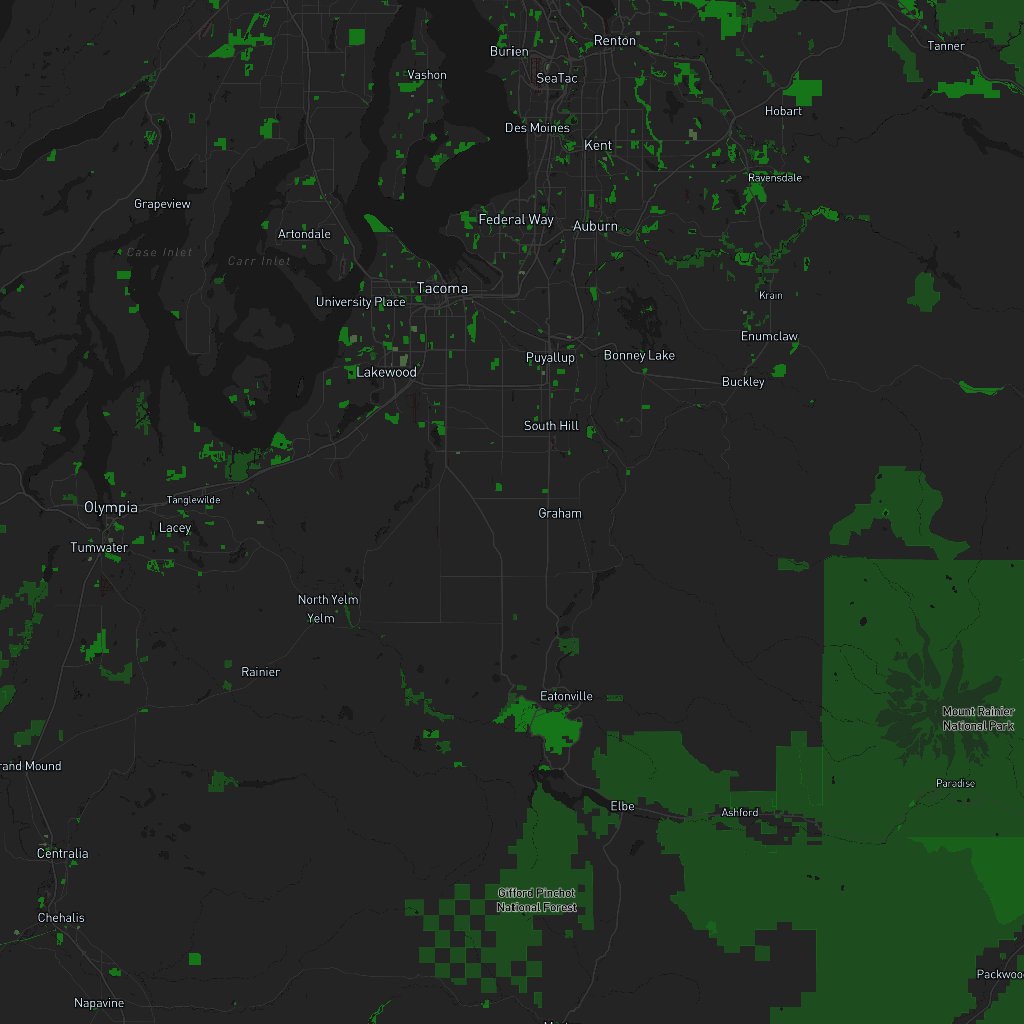 Renton
Tanner
Burien
Vashon
SeaTac
Hobart
Des Moines
Kent
Ravensdale
Grapeview
Federal Way
Auburn
Artondale
Case Inlet
Carr Inlet
Tacoma
University Place
Krain
Enumclaw
Puyallup
Bonney Lake
Lakewood
Buckley
South Hill
Tanglewilde
Olympia
Graham
Lacey
Tumwater
North Yelm
Yelm
Rainier
Eatonville
Mount Rainier
National Park
rand Mound
Paradise
Elbe
Ashford
Centralia
Gifford Pinchot
National Forest
Chehalis
Packwoo
Napavine